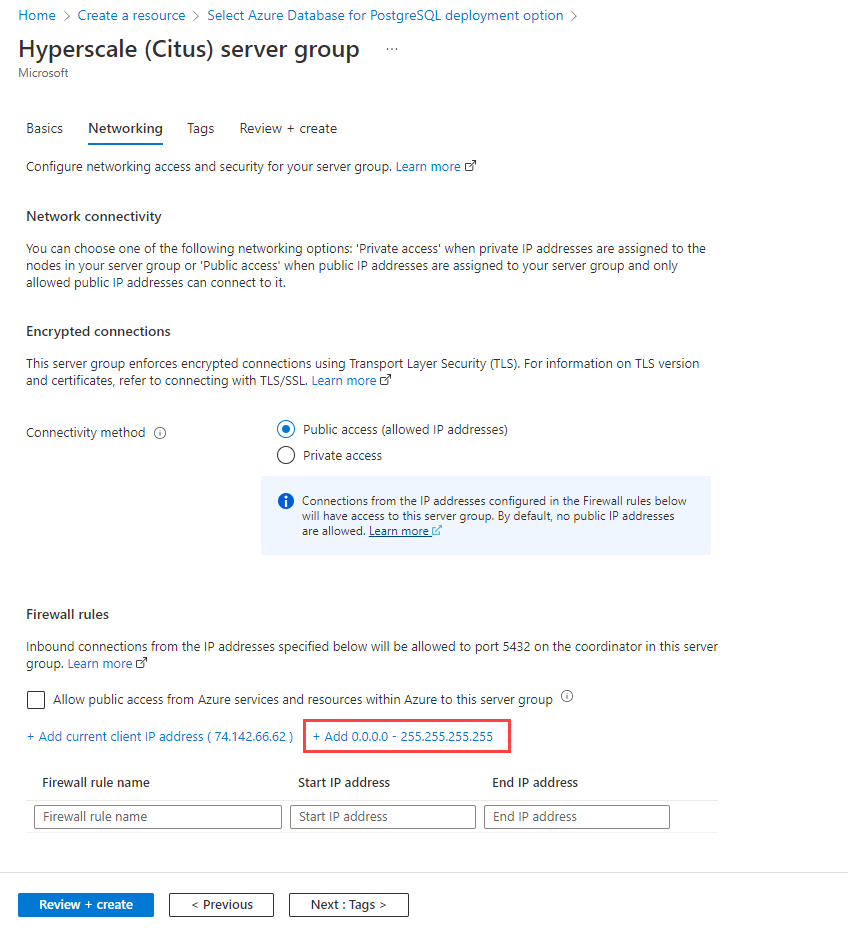 Home > Create a resource > Select Azure Database for PostgreSQL deployment option >
Hyperscale (Citus) server group ...
Microsoft
Basics Networking Tags Review + create
Configure networking access and security for your server group. Learn more
Network connectivity
You can choose one of the following networking options: 'Private access' when private IP addresses are assigned to the
nodes in your server group or 'Public access' when public IP addresses are assigned to your server group and only
allowed public IP addresses can connect to it.
Encrypted connections
This server group enforces encrypted connections using Transport Layer Security (TLS). For information on TLS version
and certificates, refer to connecting with TLS/SSL. Learn more
Connectivity method
Public access (allowed IP addresses)
Private access
Connections from the IP addresses configured in the Firewall rules below
will have access to this server group. By default, no public IP addresses
are allowed. Learn more
Firewall rules
Inbound connections from the IP addresses specified below will be allowed to port 5432 on the coordinator in this server
group. Learn more
Allow public access from Azure services and resources within Azure to this server group
+ Add current client IP address ( 74.142.66.62 ) + Add 0.0.0.0 - 255.255.255.255
Firewall rule name Start IP address End IP address
Firewall rule name Start IP address End IP address
Review + create < Previous Next : Tags >